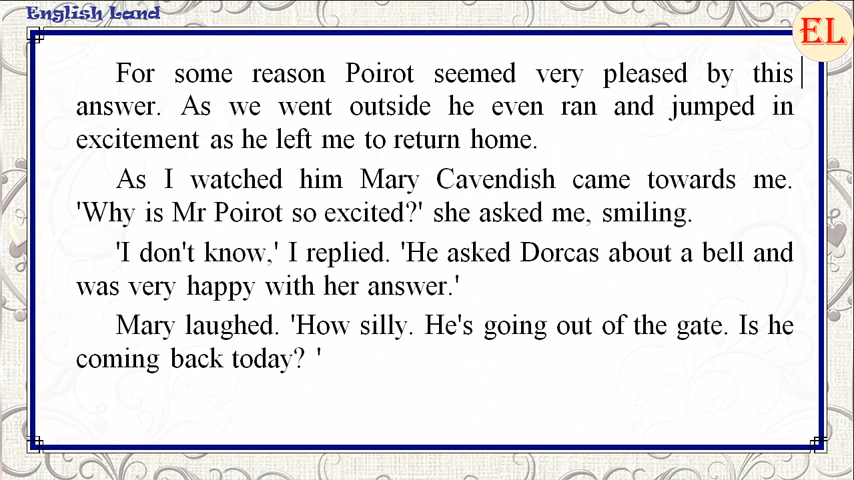 English Land
EL
For some reason Poirot seemed very pleased by this
answer. As we went outside he even ran and jumped in
excitement as he left me to return home.
As I watched him Mary Cavendish came towards me.
'Why is Mr Poirot so excited?' she asked me, smiling.
'I don't know,' I replied. 'He asked Dorcas about a bell and
was very happy with her answer.'
Mary laughed. 'How silly. He's going out of the gate. Is he
coming back today? '